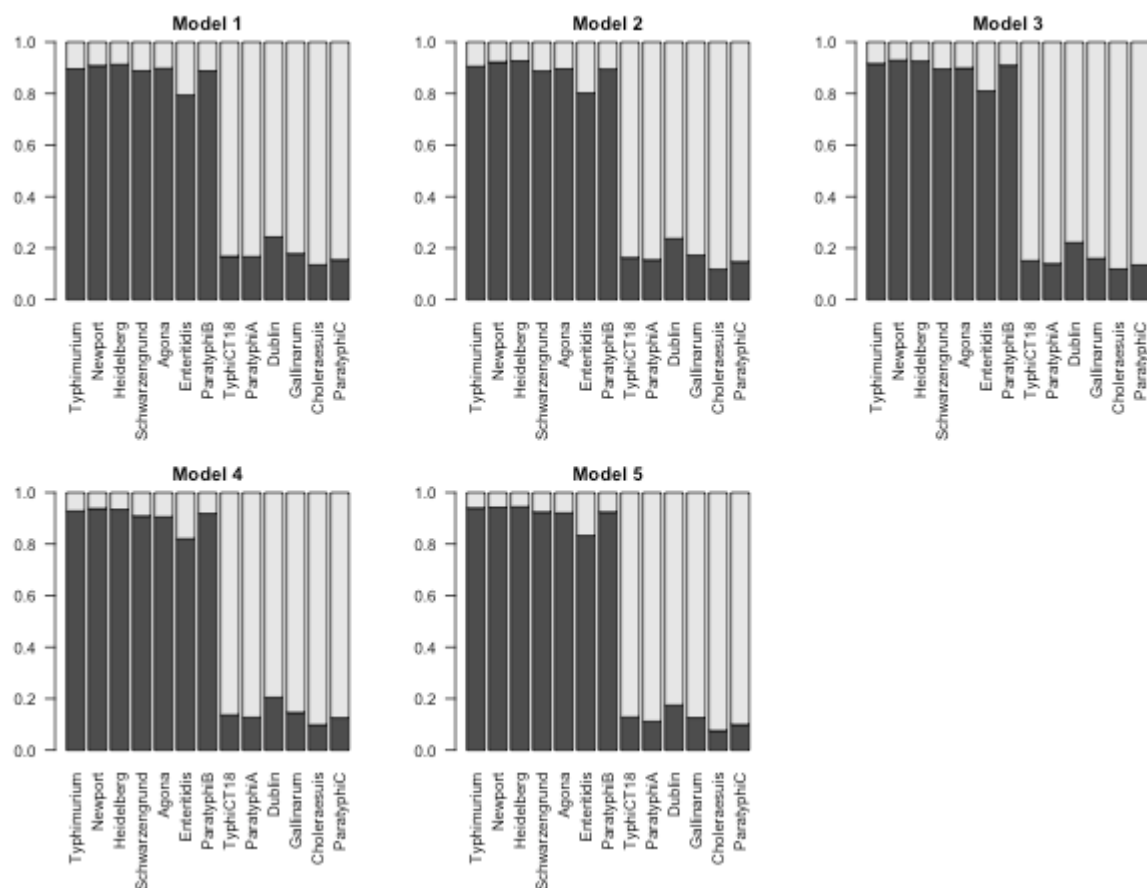 Model 1
1.0
0.8
0.6
0.4
0.2
0.0
Typhimurium
Newport
Heidelberg
Schwarzengrund
Agona
Enteritidis
ParatyphiB
TyphiCT18
ParatyphiA
Dublin
Gallinarum
Choleraesuis
ParatyphiC
Model 2
1.0
0.8
0.6
0.4
0.2
0.0
Typhimurium
Newport
Heidelberg
Schwarzengrund
Agona
Enteritidis
ParatyphiB
TyphiCT18
ParatyphiA
Dublin
Gallinarum
Choleraesuis
ParatyphiC
Model 3
1.0
0.8
0.6
0.4
0.2
0.0
Typhimurium
Newport
Heidelberg
Schwarzengrund
Agona
Enteritidis
ParatyphiB
TyphiCT18
ParatyphiA
Dublin
Gallinarum
Choleraesuis
ParatyphiC
Model 4
1.0
0.8
0.6
0.4
0.2
0.0
Typhimurium
Newport
Heidelberg
Schwarzengrund
Agona
Enteritidis
ParatyphiB
TyphiCT18
ParatyphiA
Dublin
Gallinarum
Choleraesuis
ParatyphiC
Model 5
1.0
0.8
0.6
0.4
0.2
0.0
Typhimurium
Newport
Heidelberg
Schwarzengrund
Agona
Enteritidis
ParatyphiB
TyphiCT18
ParatyphiA
Dublin
Gallinarum
Choleraesuis
ParatyphiC